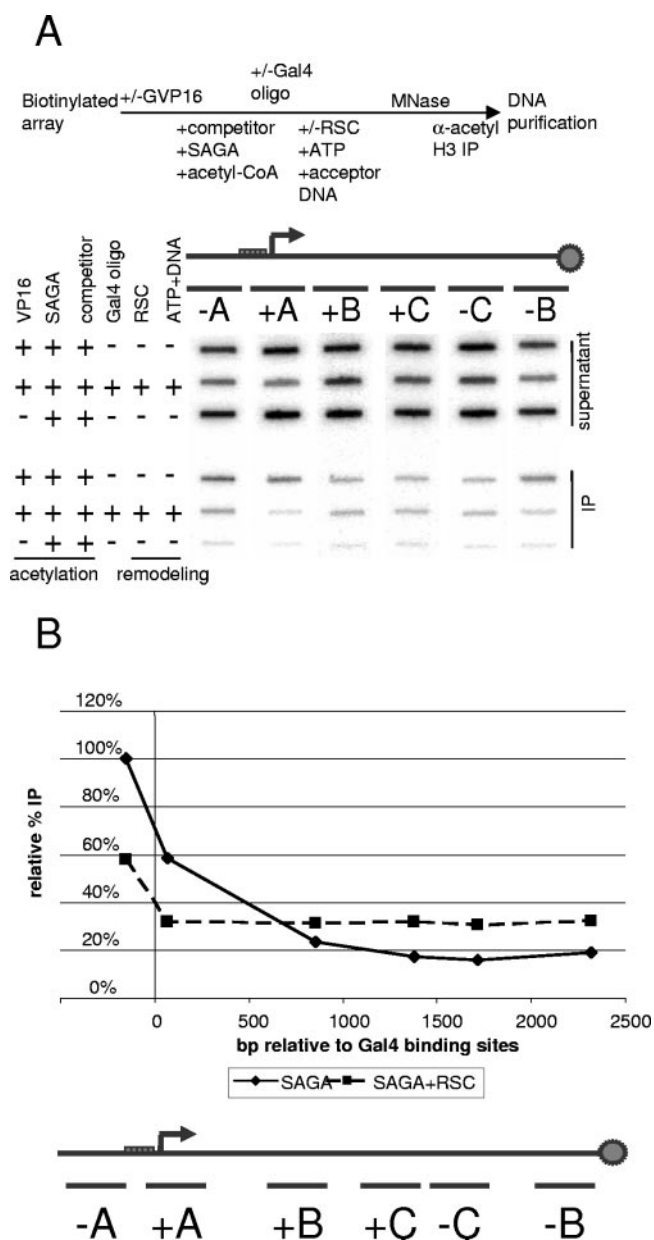 A
+/-Gal4
oligo
+/-GVP16
MNase
Biotinylated
array
DNA
purification
+competitor
+SAGA
+acetyl-CoA
+/-RSC
+ATP
+acceptor
DNA
α-acetyl
H3 IP
VP16
SAGA
competitor
Gal4 oligo
RSC
ATP+DNA
-A +A +B +C -C -B
+ + + - - -
+ + + + + +
- + + - - -
supernatant
+ + + - - -
+ + + + + +
- + + - - -
IP
acetylation remodeling
B
120%
100%
80%
60%
40%
20%
0%
relative % IP
0 500 1000 1500 2000 2500
bp relative to Gal4 binding sites
SAGA SAGA+RSC
-A +A +B +C -C -B